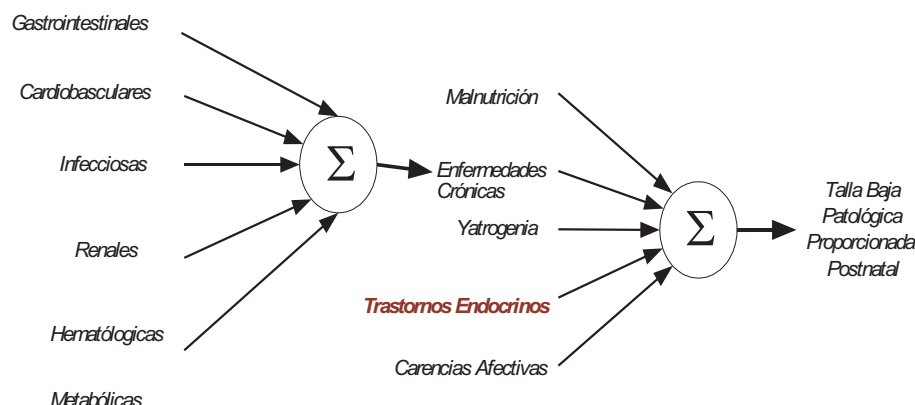 Gastrointestinales
Cardiobasculares
Infecciosas
Renales
Hematólogicas
Metabólicas
Σ
Malnutrición
Enfermedades
Crónicas
Yatrogenia
Trastornos Endocrinos
Carencias Afectivas
Σ
Talla Baja
Patológica
Proporcionada
Postnatal